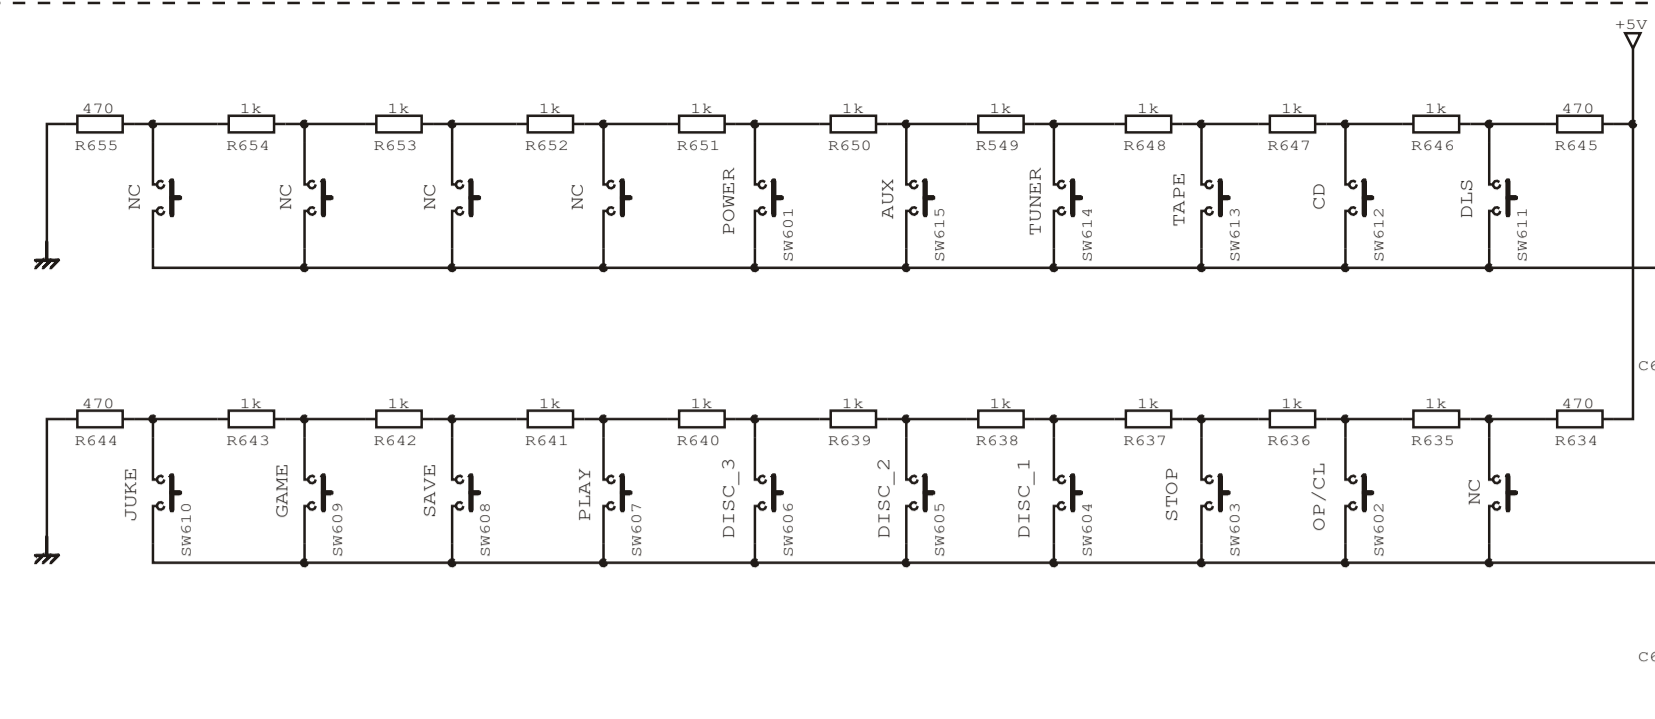 +5V
470 1k 1k 1k 1k 1k 1k 1k 1k 1k 470
R655 R654 R653 R652 R651 R650 R549 R648 R647 R646 R645
NC NC NC NC POWER AUX TUNER TAPE CD DLS
SW601 SW615 SW614 SW613 SW612 SW611
C6
470 1k 1k 1k 1k 1k 1k 1k 1k 1k 470
R644 R643 R642 R641 R640 R639 R638 R637 R636 R635 R634
JUKE GAME SAVE PLAY DISC_3 DISC_2 DISC_1 STOP OP/CL NC
SW610 SW609 SW608 SW607 SW606 SW605 SW604 SW603 SW602
C6